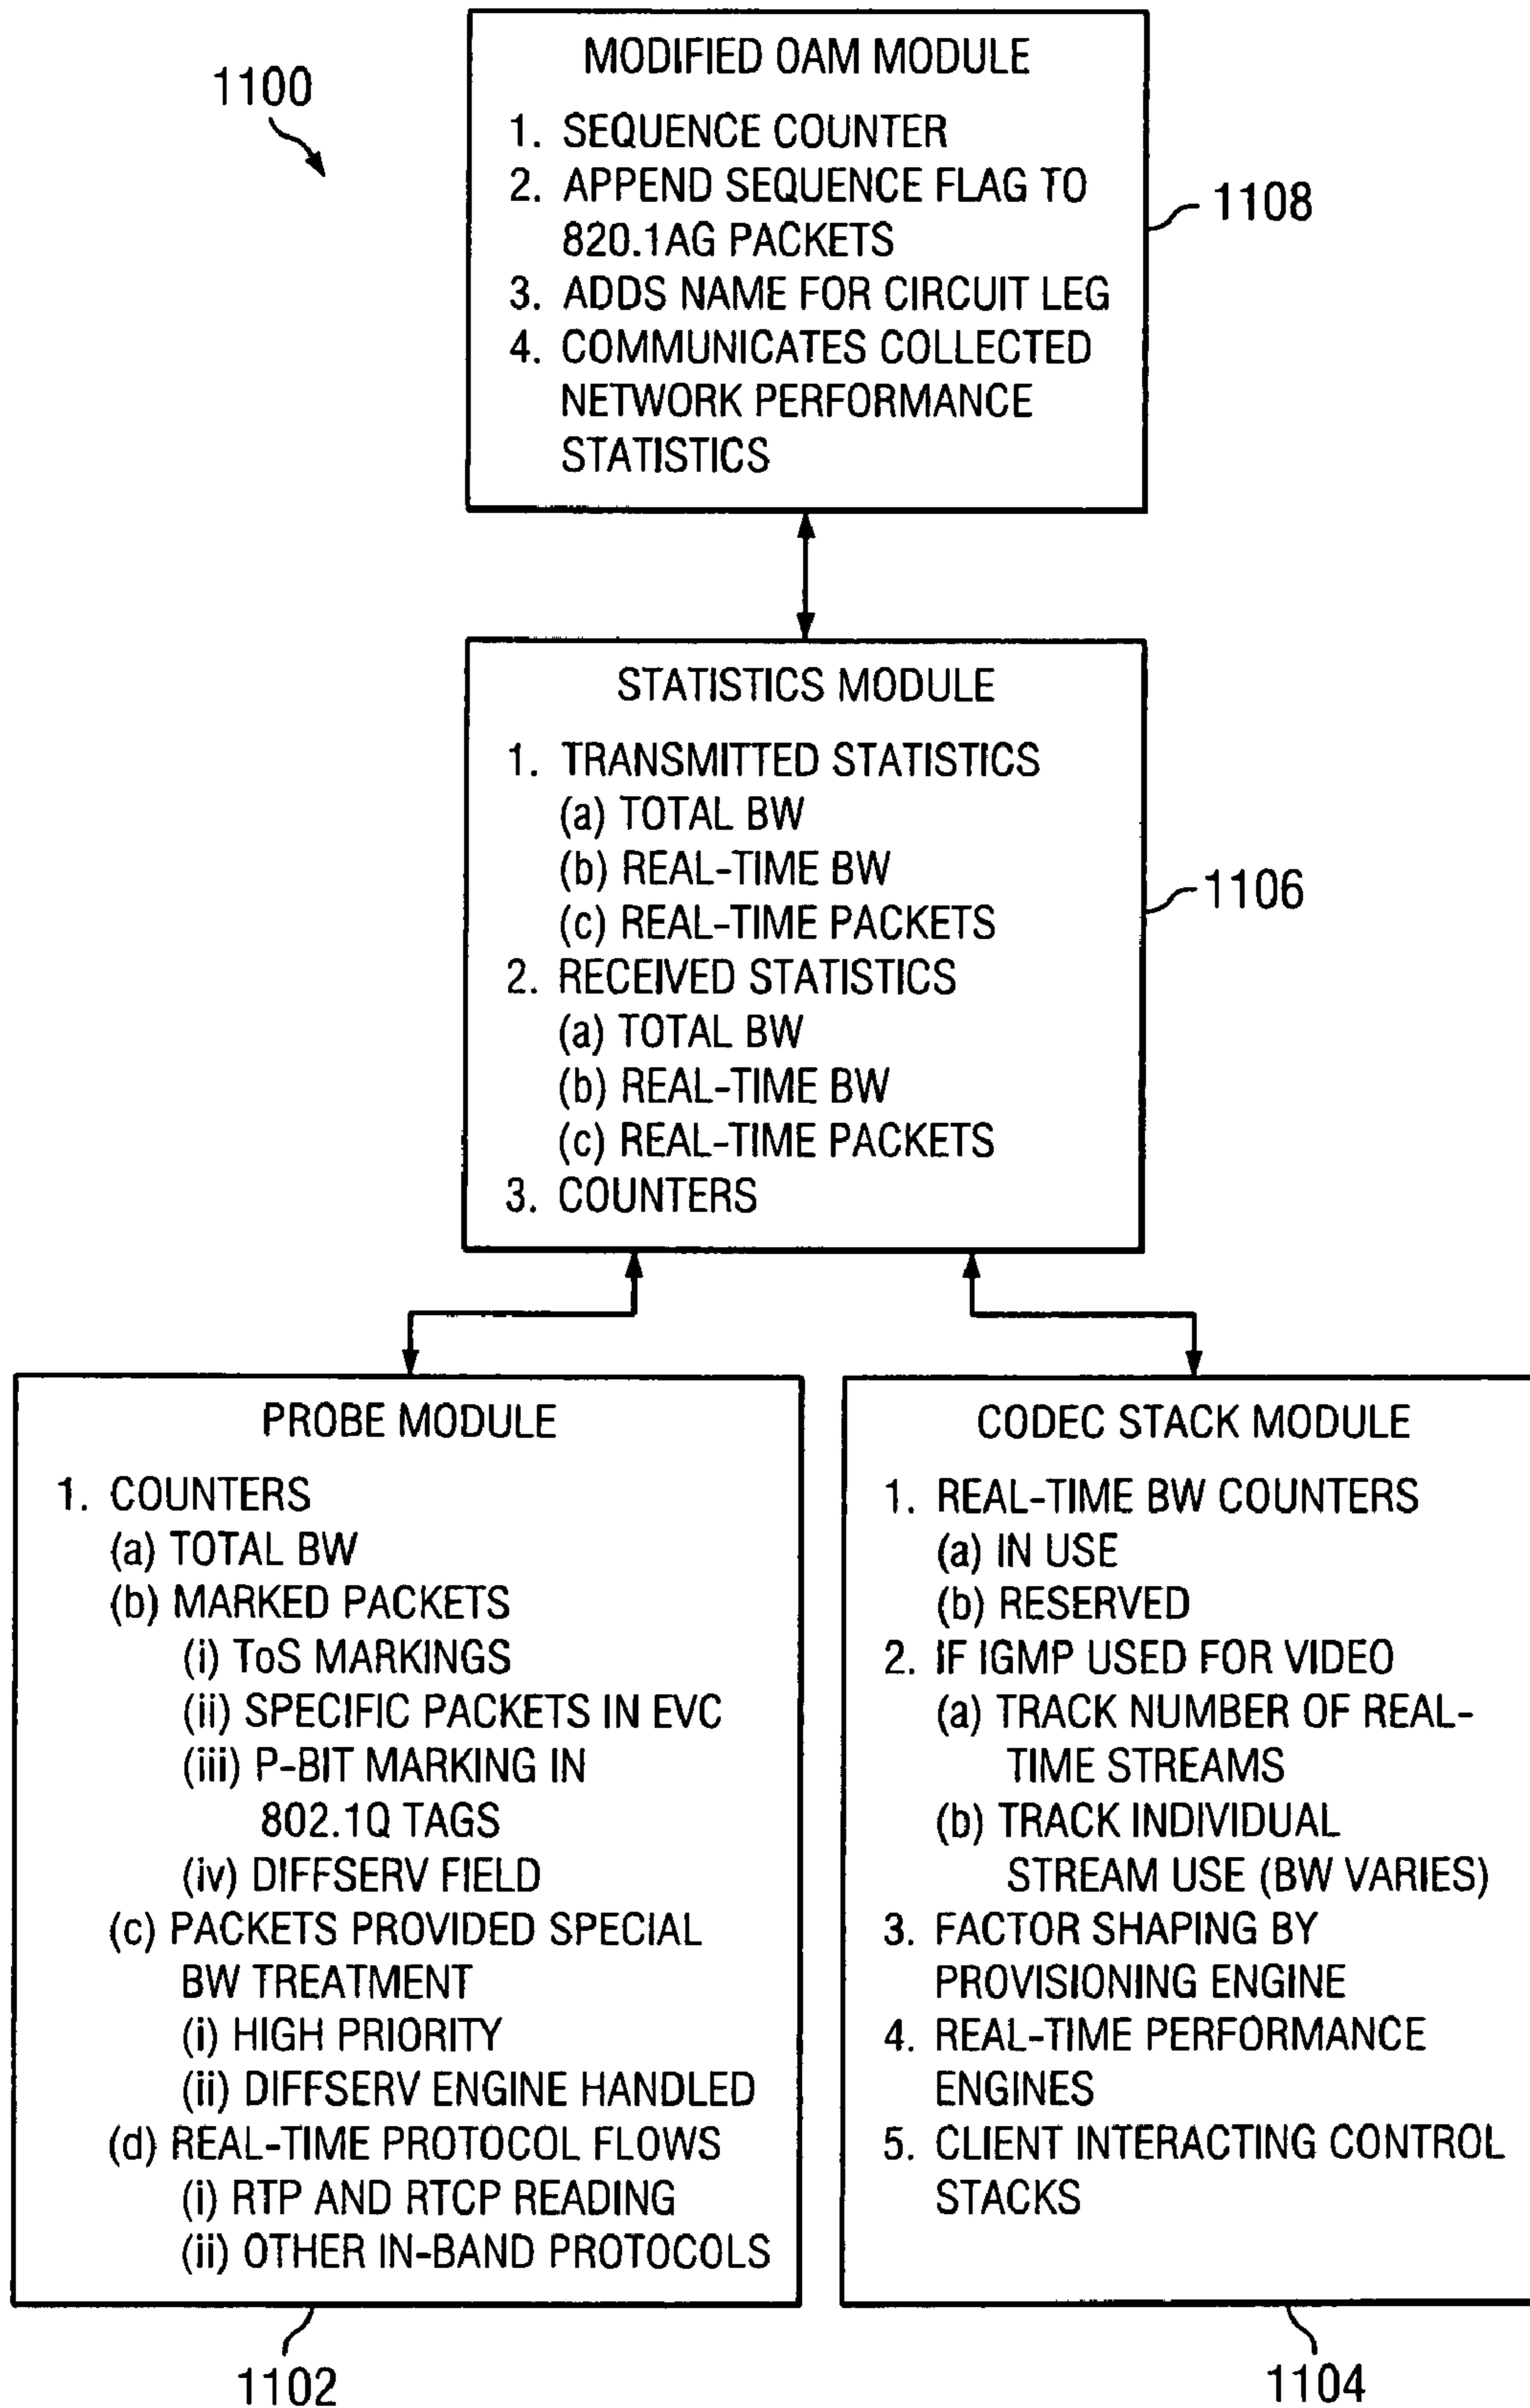 1100
MODIFIED OAM MODULE
1. SEQUENCE COUNTER
2. APPEND SEQUENCE FLAG TO
820.1AG PACKETS
3. ADDS NAME FOR CIRCUIT LEG
4. COMMUNICATES COLLECTED
NETWORK PERFORMANCE
STATISTICS
1108
STATISTICS MODULE
1. TRANSMITTED STATISTICS
(a) TOTAL BW
(b) REAL-TIME BW
(c) REAL-TIME PACKETS
2. RECEIVED STATISTICS
(a) TOTAL BW
(b) REAL-TIME BW
(c) REAL-TIME PACKETS
3. COUNTERS
1106
PROBE MODULE
1. COUNTERS
(a) TOTAL BW
(b) MARKED PACKETS
(i) ToS MARKINGS
(ii) SPECIFIC PACKETS IN EVC
(iii) P-BIT MARKING IN
802.1Q TAGS
(iv) DIFFSERV FIELD
(c) PACKETS PROVIDED SPECIAL
BW TREATMENT
(i) HIGH PRIORITY
(ii) DIFFSERV ENGINE HANDLED
(d) REAL-TIME PROTOCOL FLOWS
(i) RTP AND RTCP READING
(ii) OTHER IN-BAND PROTOCOLS
1102
CODEC STACK MODULE
1. REAL-TIME BW COUNTERS
(a) IN USE
(b) RESERVED
2. IF IGMP USED FOR VIDEO
(a) TRACK NUMBER OF REAL-
TIME STREAMS
(b) TRACK INDIVIDUAL
STREAM USE (BW VARIES)
3. FACTOR SHAPING BY
PROVISIONING ENGINE
4. REAL-TIME PERFORMANCE
ENGINES
5. CLIENT INTERACTING CONTROL
STACKS
1104